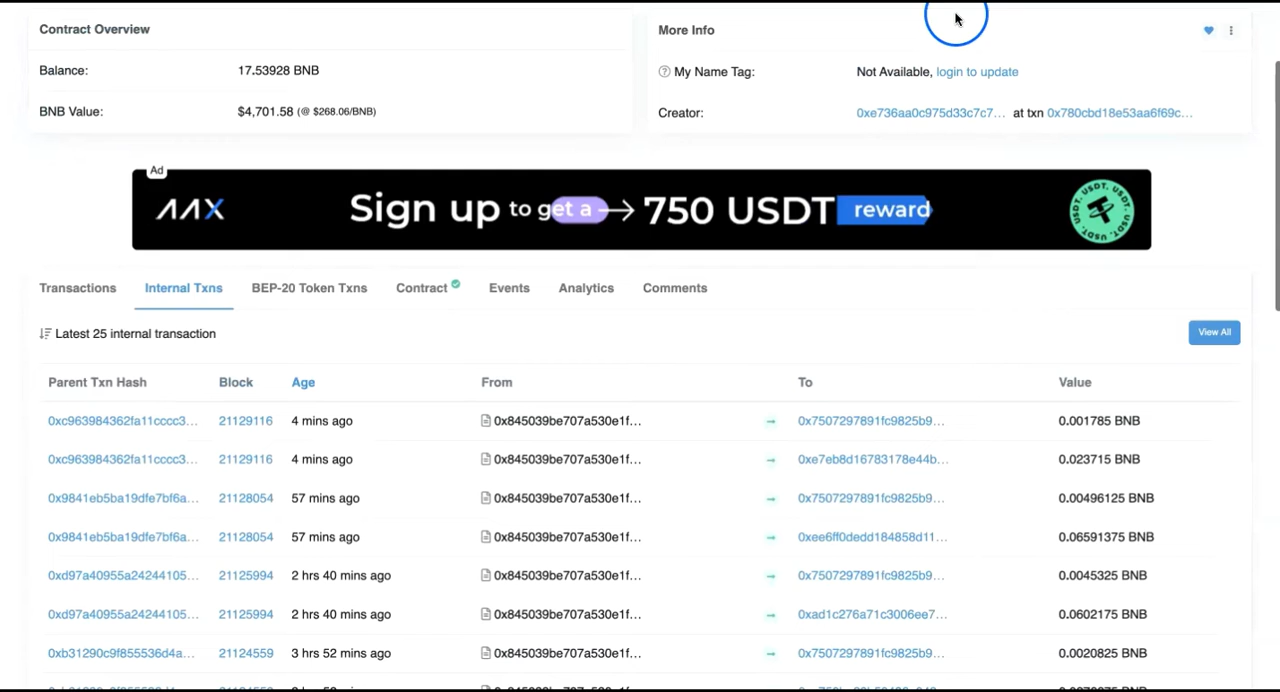 Contract Overview
Balance: 17.53928 BNB
BNB Value: $4,701.58 (@ $268.06/BNB)
More Info
My Name Tag: Not Available, login to update
Creator: 0xe736aa0c975d33c7c7... at txn 0x780cbd18e53aa6f69c...
Ad
AAX Sign up to get a → 750 USDT reward
USDT. USDT. USDT. USDT.
Transactions Internal Txns BEP-20 Token Txns Contract Events Analytics Comments
Latest 25 internal transaction View All
Parent Txn Hash Block Age From To Value
0xc963984362fa11cccc3... 21129116 4 mins ago 0x845039be707a530e1f... → 0x7507297891fc9825b9... 0.001785 BNB
0xc963984362fa11cccc3... 21129116 4 mins ago 0x845039be707a530e1f... → 0xe7eb8d16783178e44b... 0.023715 BNB
0x9841eb5ba19dfe7bf6a... 21128054 57 mins ago 0x845039be707a530e1f... → 0x7507297891fc9825b9... 0.00496125 BNB
0x9841eb5ba19dfe7bf6a... 21128054 57 mins ago 0x845039be707a530e1f... → 0xee6ff0dedd184858d11... 0.06591375 BNB
0xd97a40955a24244105... 21125994 2 hrs 40 mins ago 0x845039be707a530e1f... → 0x7507297891fc9825b9... 0.0045325 BNB
0xd97a40955a24244105... 21125994 2 hrs 40 mins ago 0x845039be707a530e1f... → 0xad1c276a71c3006ee7... 0.0602175 BNB
0xb31290c9f855536d4a... 21124559 3 hrs 52 mins ago 0x845039be707a530e1f... → 0x7507297891fc9825b9... 0.0020825 BNB